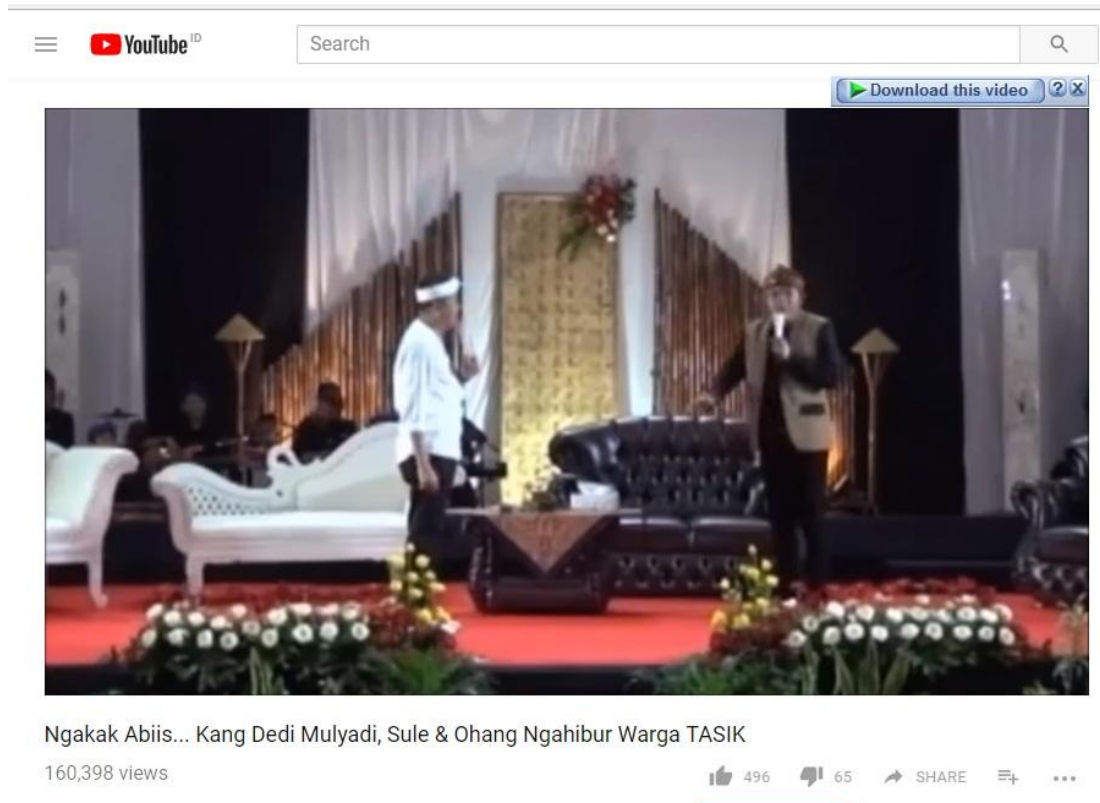 YouTube ID
Search
Download this video ? X
Ngakak Abiis... Kang Dedi Mulyadi, Sule & Ohang Ngahibur Warga TASIK
160,398 views
496 65 SHARE